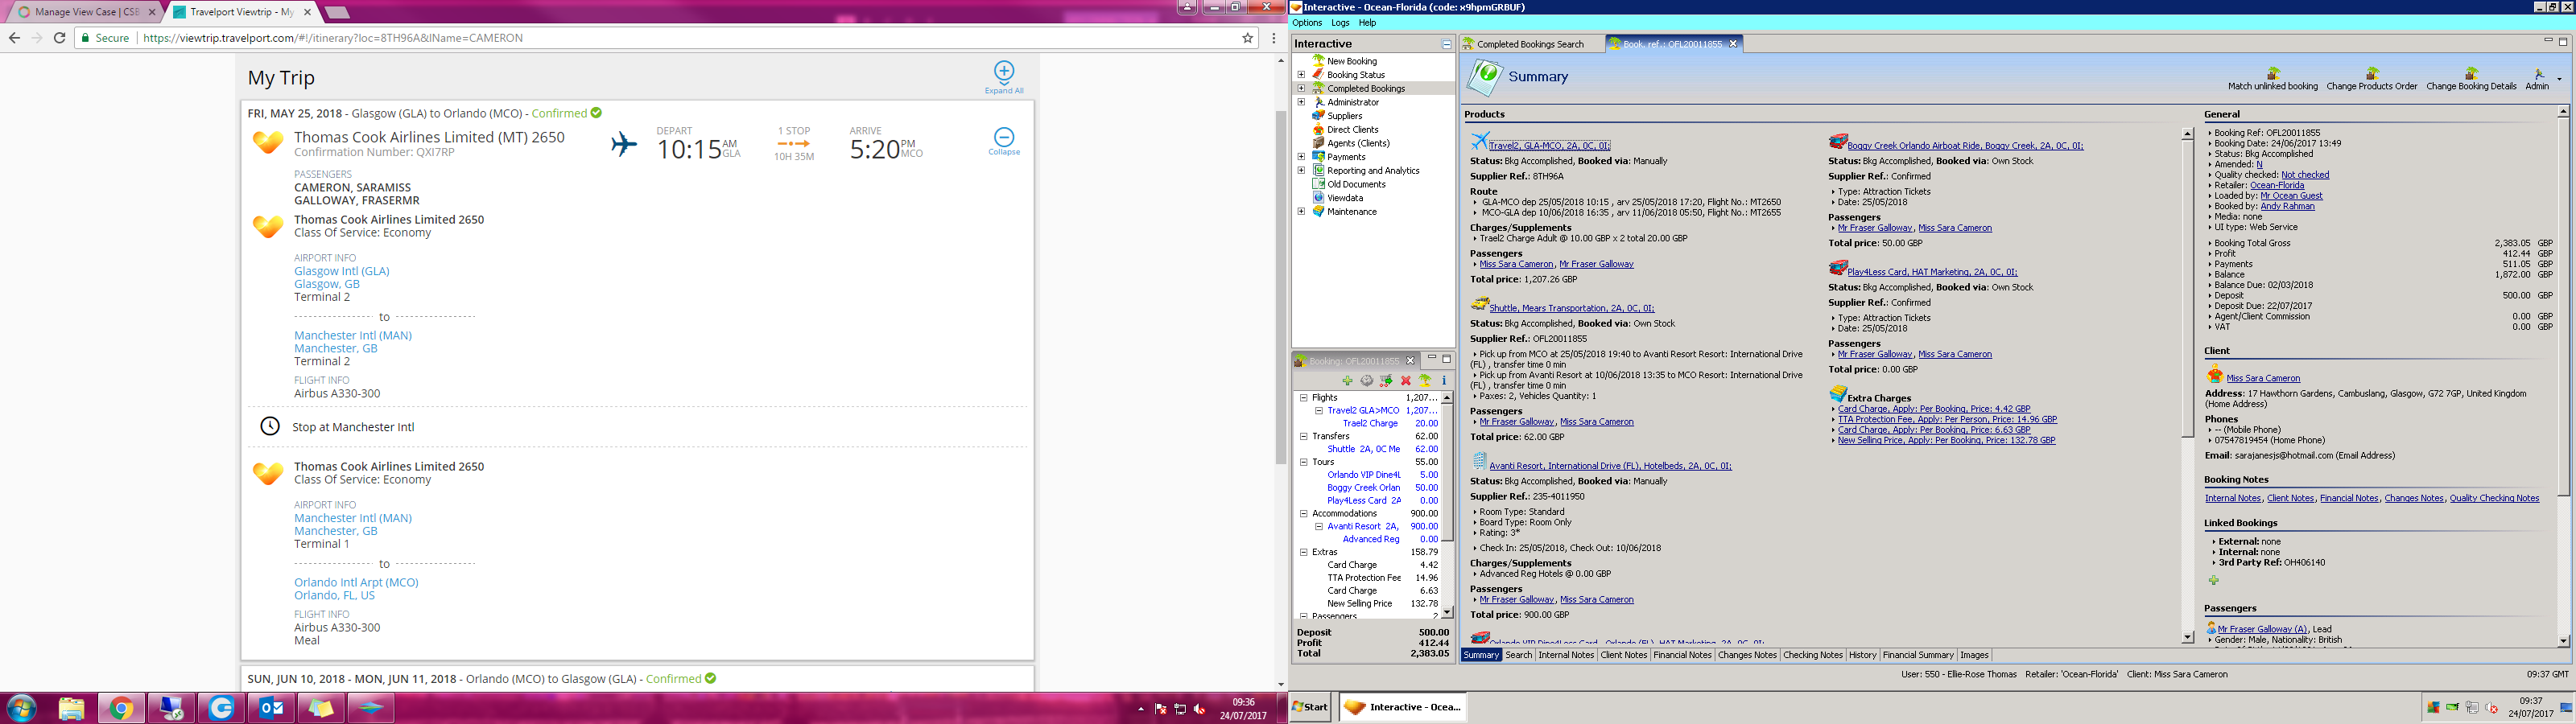 Manage View Case | CSB
Travelport Viewtrip - My
Secure
https://viewtrip.travelport.com/#!/itinerary?loc=8TH96A&lName=CAMERON
My Trip
Expand All
FRI, MAY 25, 2018 - Glasgow (GLA) to Orlando (MCO) - Confirmed
Thomas Cook Airlines Limited (MT) 2650
Confirmation Number: QXI7RP
DEPART
10:15 AM GLA
1 STOP
10H 35M
ARRIVE
5:20 PM MCO
Collapse
PASSENGERS
CAMERON, SARAMISS
GALLOWAY, FRASERMR
Thomas Cook Airlines Limited 2650
Class Of Service: Economy
AIRPORT INFO
Glasgow Intl (GLA)
Glasgow, GB
Terminal 2
to
Manchester Intl (MAN)
Manchester, GB
Terminal 2
FLIGHT INFO
Airbus A330-300
Stop at Manchester Intl
Thomas Cook Airlines Limited 2650
Class Of Service: Economy
AIRPORT INFO
Manchester Intl (MAN)
Manchester, GB
Terminal 1
to
Orlando Intl Arpt (MCO)
Orlando, FL, US
FLIGHT INFO
Airbus A330-300
Meal
SUN, JUN 10, 2018 - MON, JUN 11, 2018 - Orlando (MCO) to Glasgow (GLA) - Confirmed
09:36
24/07/2017
Interactive - Ocean-Florida (code: x9hpmGRBUF)
Options Logs Help
Interactive
New Booking
Booking Status
Completed Bookings
Administrator
Suppliers
Direct Clients
Agents (Clients)
Payments
Reporting and Analytics
Old Documents
Viewdata
Maintenance
Booking: OFL20011855
Flights 1,207...
Travel2 GLA>MCO 1,207...
Trael2 Charge 20.00
Transfers 62.00
Shuttle 2A, 0C Me 62.00
Tours 55.00
Orlando VIP Dine4L 5.00
Boggy Creek Orlan 50.00
Play4Less Card 2A 0.00
Accommodations 900.00
Avanti Resort 2A, 900.00
Advanced Reg 0.00
Extras 158.79
Card Charge 4.42
TTA Protection Fee 14.96
Card Charge 6.63
New Selling Price 132.78
Passengers 2
Deposit 500.00
Profit 412.44
Total 2,383.05
Completed Bookings Search
Book. ref.: OFL20011855
Summary
Match unlinked booking
Change Products Order
Change Booking Details
Admin
Products
Travel2, GLA-MCO, 2A, 0C, 0I;
Status: Bkg Accomplished, Booked via: Manually
Supplier Ref.: 8TH96A
Route
GLA-MCO dep 25/05/2018 10:15 , arv 25/05/2018 17:20, Flight No.: MT2650
MCO-GLA dep 10/06/2018 16:35 , arv 11/06/2018 05:50, Flight No.: MT2655
Charges/Supplements
Trael2 Charge Adult @ 10.00 GBP x 2 total 20.00 GBP
Passengers
Miss Sara Cameron, Mr Fraser Galloway
Total price: 1,207.26 GBP
Shuttle, Mears Transportation, 2A, 0C, 0I;
Status: Bkg Accomplished, Booked via: Own Stock
Supplier Ref.: OFL20011855
Pick up from MCO at 25/05/2018 19:40 to Avanti Resort Resort: International Drive
(FL) , transfer time 0 min
Pick up from Avanti Resort at 10/06/2018 13:35 to MCO Resort: International Drive
(FL) , transfer time 0 min
Paxes: 2, Vehicles Quantity: 1
Passengers
Mr Fraser Galloway, Miss Sara Cameron
Total price: 62.00 GBP
Avanti Resort, International Drive (FL), Hotelbeds, 2A, 0C, 0I;
Status: Bkg Accomplished, Booked via: Manually
Supplier Ref.: 235-4011950
Room Type: Standard
Board Type: Room Only
Rating: 3*
Check In: 25/05/2018, Check Out: 10/06/2018
Charges/Supplements
Advanced Reg Hotels @ 0.00 GBP
Passengers
Mr Fraser Galloway, Miss Sara Cameron
Total price: 900.00 GBP
Orlando VIP Dine4Less Card , Orlando (FL), HAT Marketing, 2A, 0C, 0I;
Boggy Creek Orlando Airboat Ride, Boggy Creek, 2A, 0C, 0I;
Status: Bkg Accomplished, Booked via: Own Stock
Supplier Ref.: Confirmed
Type: Attraction Tickets
Date: 25/05/2018
Passengers
Mr Fraser Galloway, Miss Sara Cameron
Total price: 50.00 GBP
Play4Less Card, HAT Marketing, 2A, 0C, 0I;
Status: Bkg Accomplished, Booked via: Own Stock
Supplier Ref.: Confirmed
Type: Attraction Tickets
Date: 25/05/2018
Passengers
Mr Fraser Galloway, Miss Sara Cameron
Total price: 0.00 GBP
Extra Charges
Card Charge, Apply: Per Booking, Price: 4.42 GBP
TTA Protection Fee, Apply: Per Person, Price: 14.96 GBP
Card Charge, Apply: Per Booking, Price: 6.63 GBP
New Selling Price, Apply: Per Booking, Price: 132.78 GBP
General
Booking Ref: OFL20011855
Booking Date: 24/06/2017 13:49
Status: Bkg Accomplished
Amended: N
Quality checked: Not checked
Retailer: Ocean-Florida
Loaded by: Mr Ocean Guest
Booked by: Andy Rahman
Media: none
UI type: Web Service
Booking Total Gross 2,383.05 GBP
Profit 412.44 GBP
Payments 511.05 GBP
Balance 1,872.00 GBP
Balance Due: 02/03/2018
Deposit 500.00 GBP
Deposit Due: 22/07/2017
Agent/Client Commission 0.00 GBP
VAT 0.00 GBP
Client
Miss Sara Cameron
Address: 17 Hawthorn Gardens, Cambuslang, Glasgow, G72 7GP, United Kingdom
(Home Address)
Phones
-- (Mobile Phone)
07547819454 (Home Phone)
Email: sarajanesjs@hotmail.com (Email Address)
Booking Notes
Internal Notes, Client Notes, Financial Notes, Changes Notes, Quality Checking Notes
Linked Bookings
External: none
Internal: none
3rd Party Ref: OH406140
Passengers
Mr Fraser Galloway (A), Lead
Gender: Male, Nationality: British
Summary Search Internal Notes Client Notes Financial Notes Changes Notes Checking Notes History Financial Summary Images
User: 550 - Ellie-Rose Thomas Retailer: 'Ocean-Florida' Client: Miss Sara Cameron
09:37 GMT
Start
Interactive - Ocea...
09:37
24/07/2017